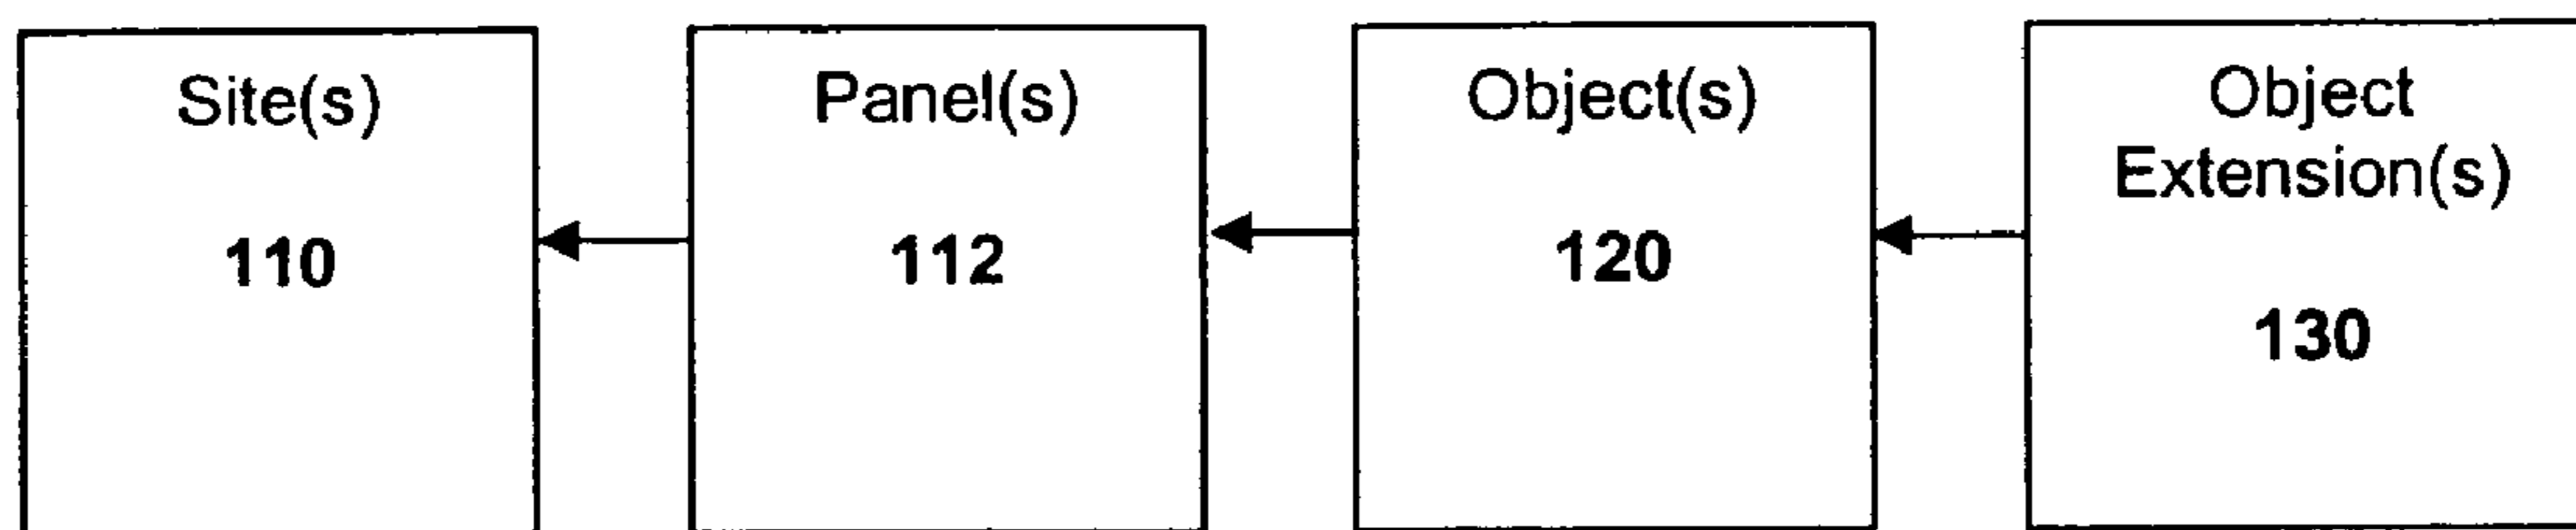 Site(s)
110
Panel(s)
112
Object(s)
120
Object
Extension(s)
130